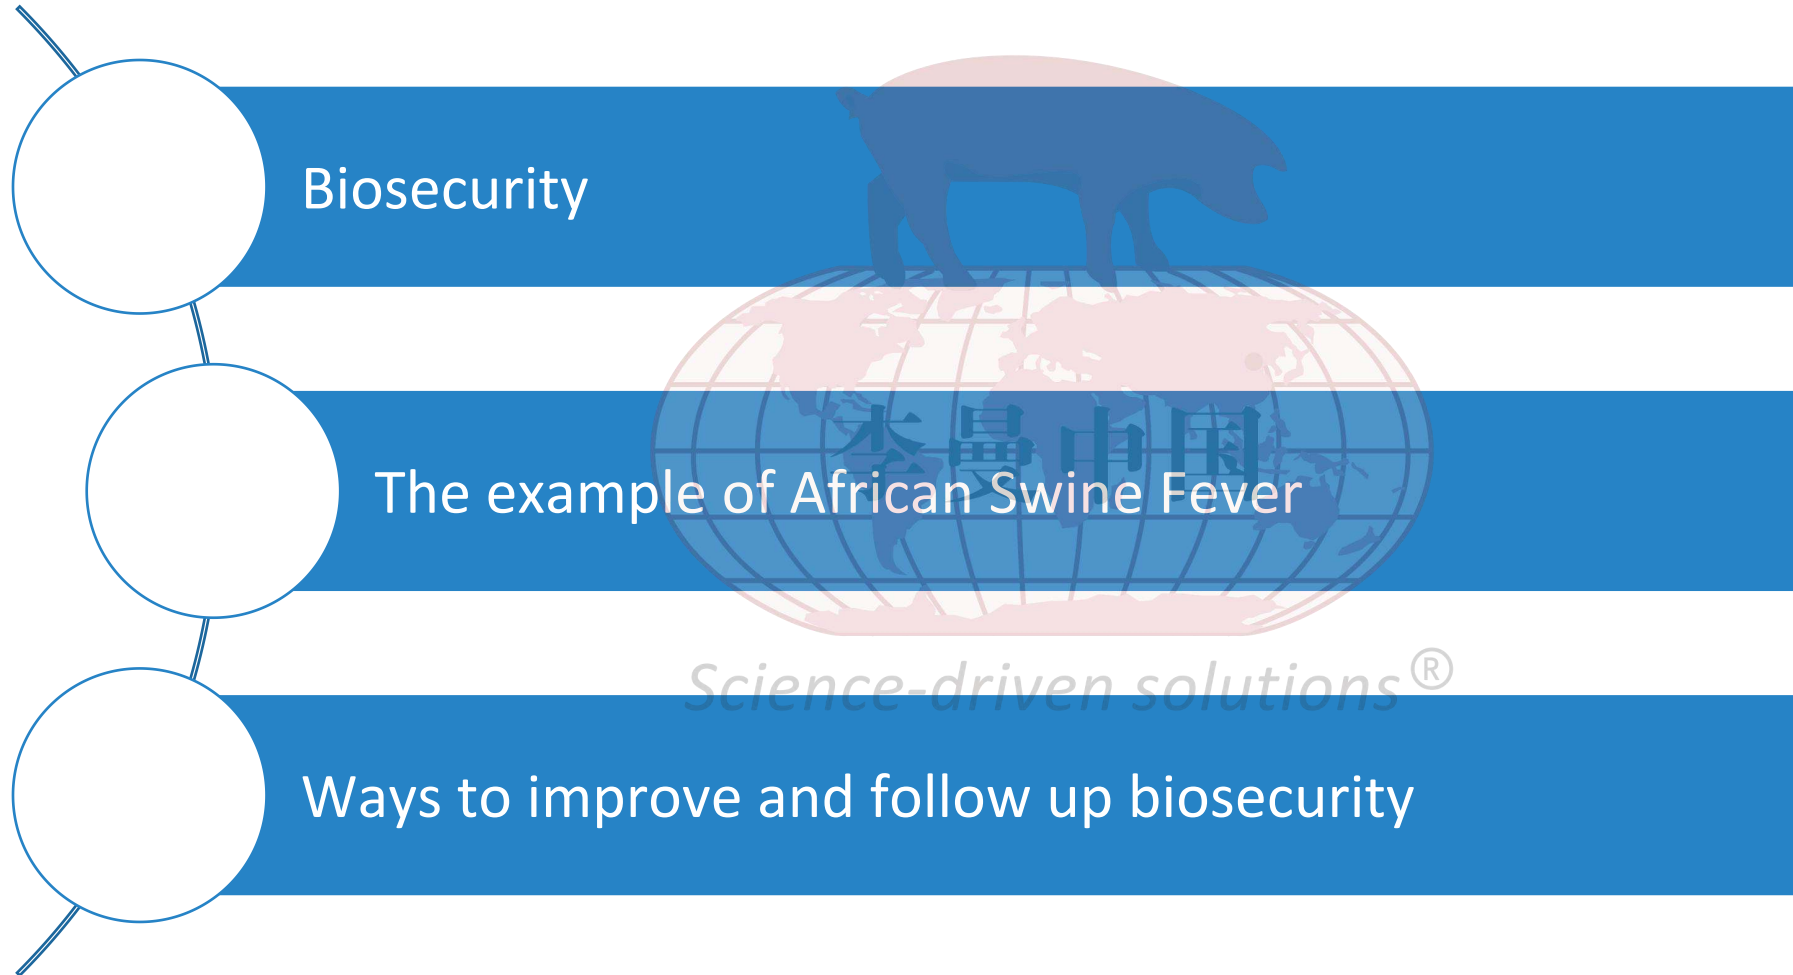 Biosecurity
李曼中国
The example of African Swine Fever
Science-driven solutions®
Ways to improve and follow up biosecurity